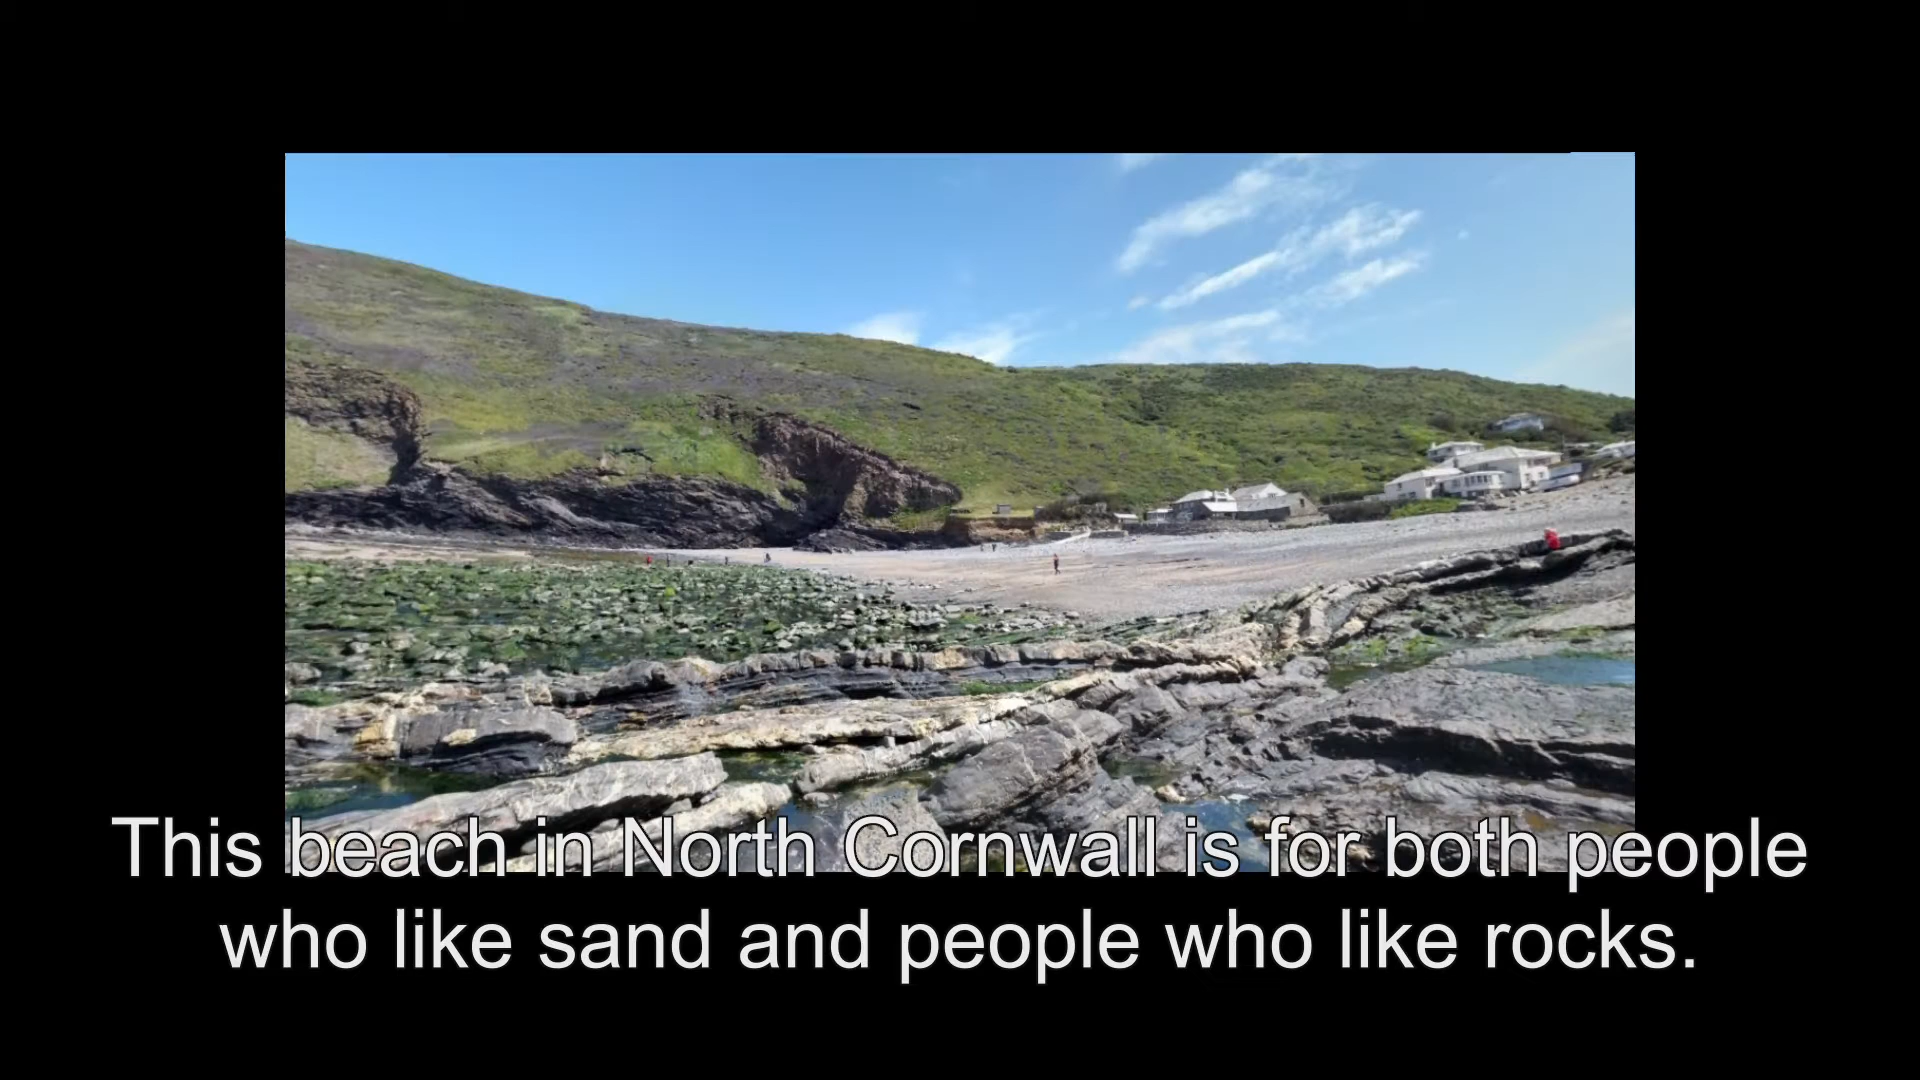 This beach in North Cornwall is for both people
who like sand and people who like rocks.